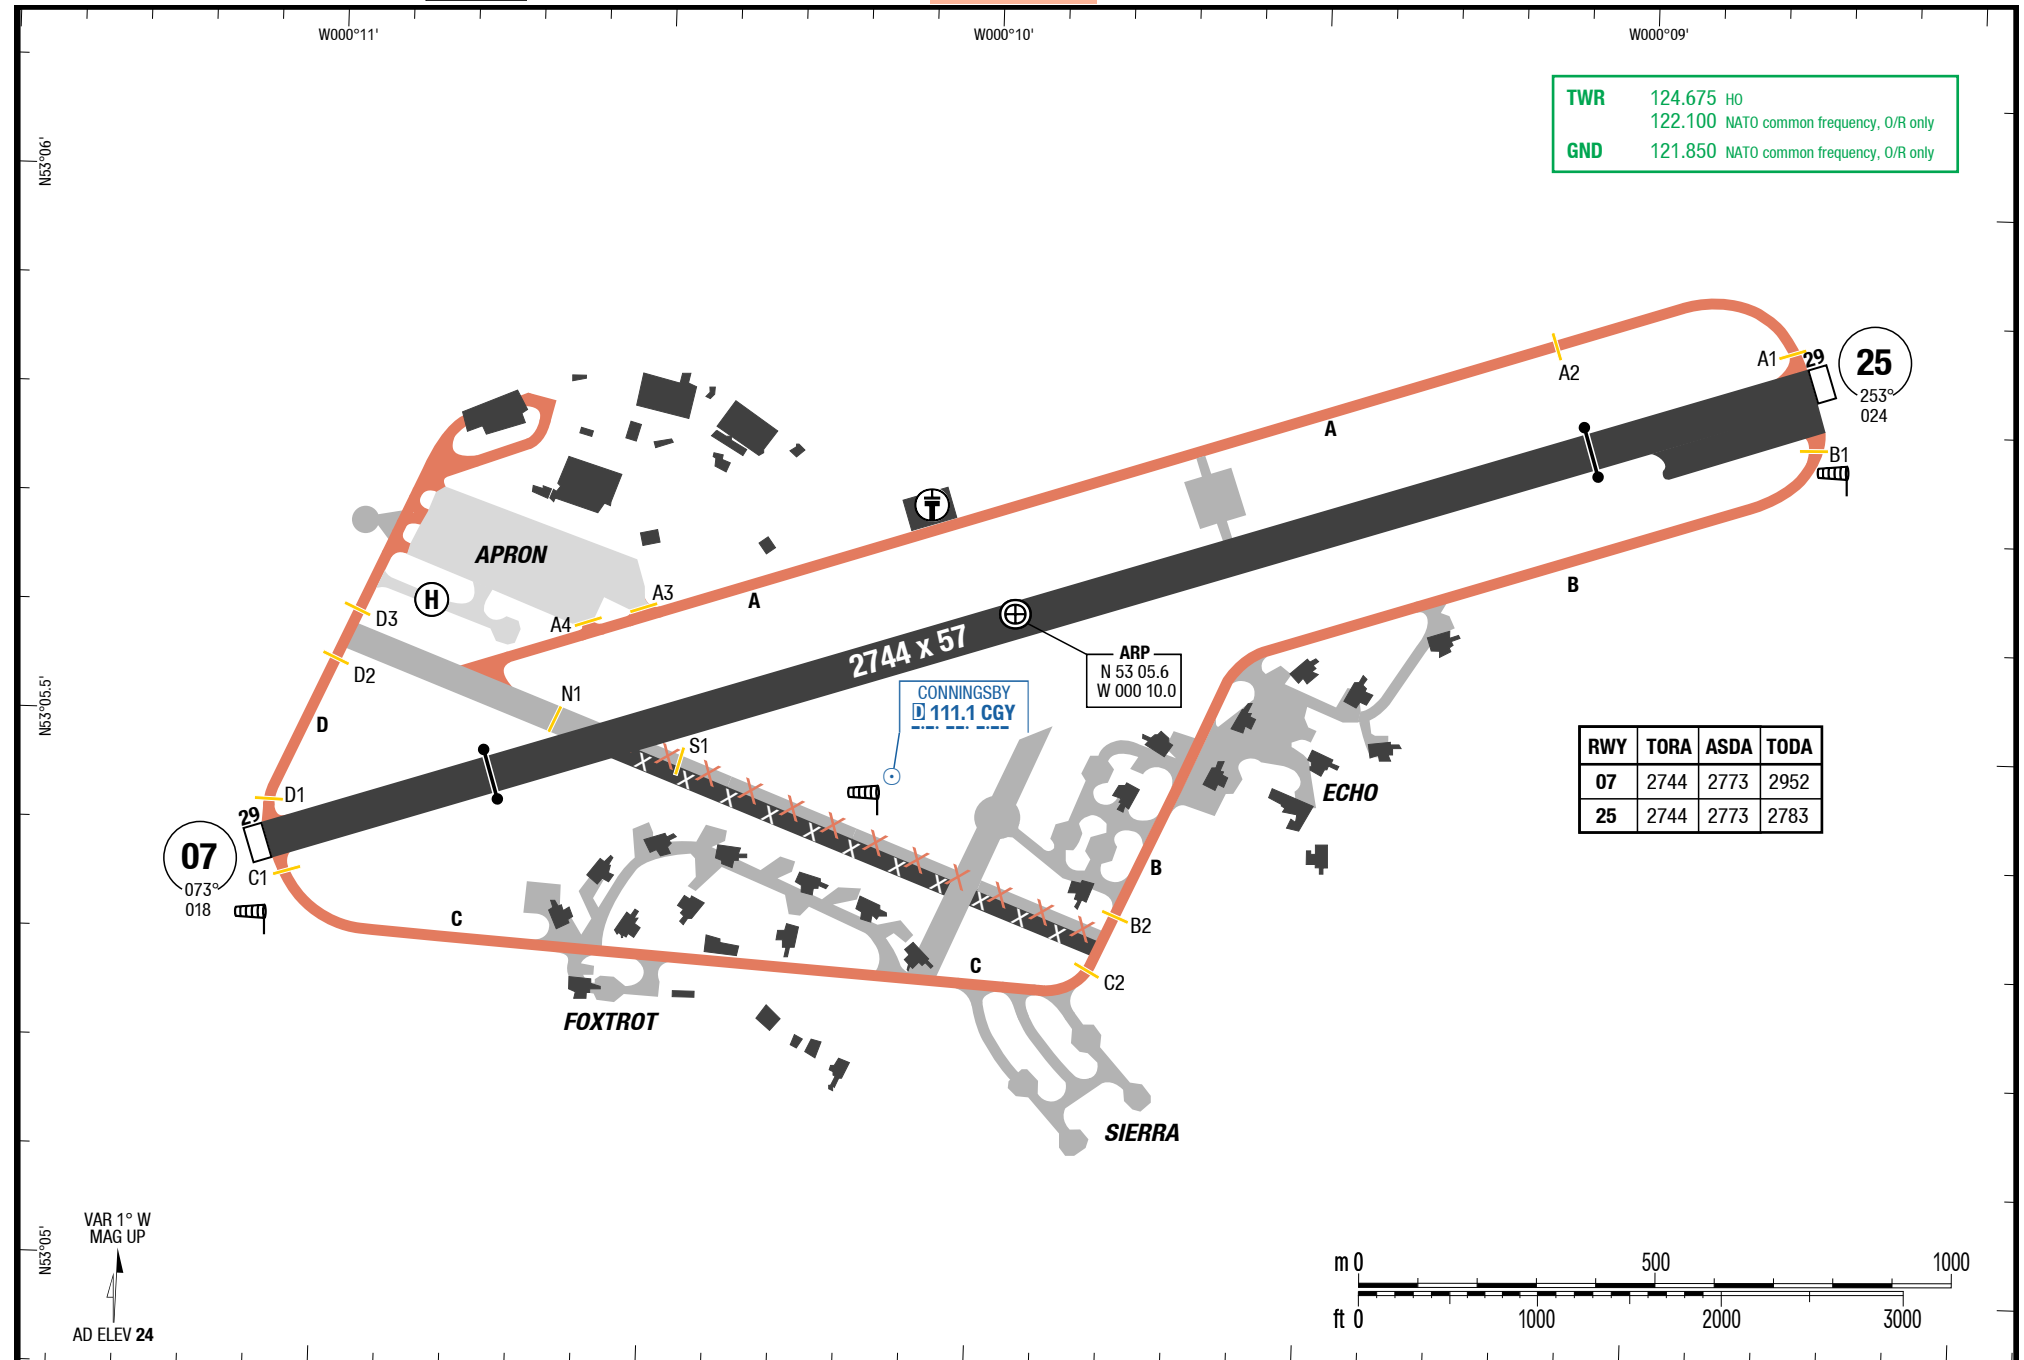 W000°11'
W000°10'
W000°09'
TWR 124.675 HO
122.100 NATO common frequency, O/R only
GND 121.850 NATO common frequency, O/R only
N53°06'
A1
29
25
253°
024
A2
A
B1
APRON
H
A3
A
A4
B
D3
D2
2744 x 57
ARP
N 53 05.6
W 000 10.0
N1
CONNINGSBY
D 111.1 CGY
N53°05.5'
D
S1
RWY TORA ASDA TODA
07 2744 2773 2952
25 2744 2773 2783
ECHO
D1
29
07
073°
018
C1
B
C
B2
C
C2
FOXTROT
SIERRA
VAR 1° W
MAG UP
N53°05'
AD ELEV 24
m 0 500 1000
ft 0 1000 2000 3000